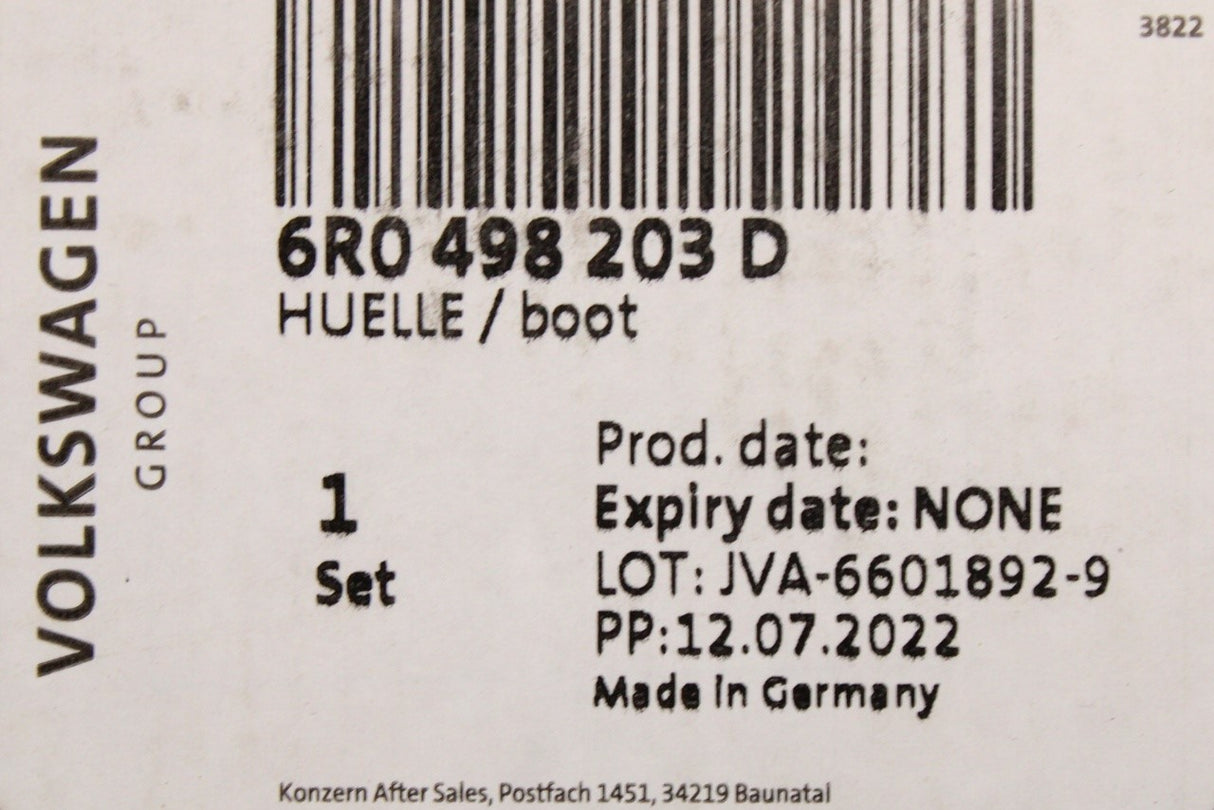 3822
VOLKSWAGEN
GROUP
6R0 498 203 D
HUELLE / boot
1
Set
Prod. date:
Expiry date: NONE
LOT: JVA-6601892-9
PP:12.07.2022
Made in Germany
Konzern After Sales, Postfach 1451, 34219 Baunatal